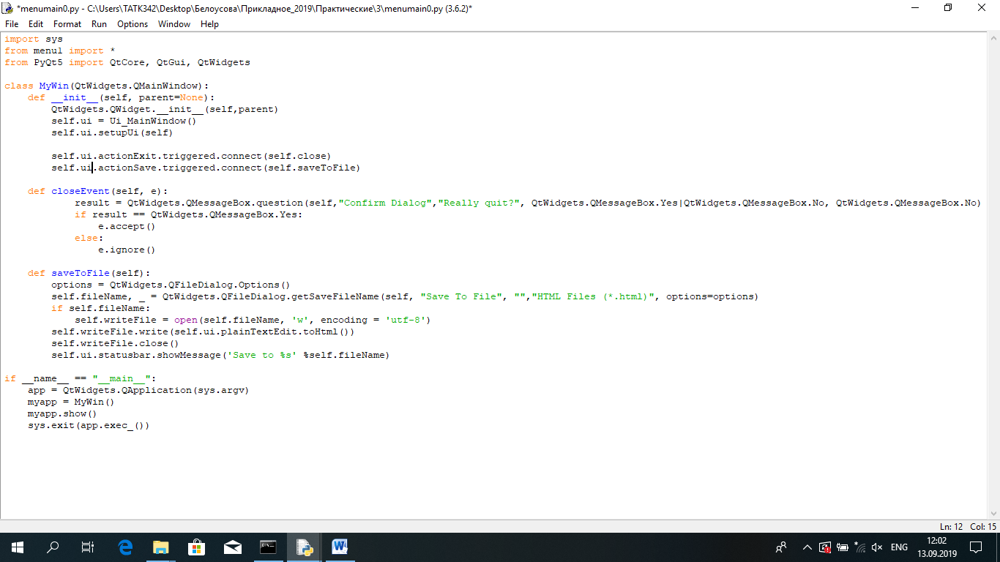 *menumain0.py - C:\Users\TATK342\Desktop\Белоусова\Прикладное_2019\Практические\3\menumain0.py (3.6.2)*
File Edit Format Run Options Window Help
import sys
from menu1 import *
from PyQt5 import QtCore, QtGui, QtWidgets
class MyWin(QtWidgets.QMainWindow):
    def __init__(self, parent=None):
        QtWidgets.QWidget.__init__(self,parent)
        self.ui = Ui_MainWindow()
        self.ui.setupUi(self)
        self.ui.actionExit.triggered.connect(self.close)
        self.ui.actionSave.triggered.connect(self.saveToFile)
    def closeEvent(self, e):
            result = QtWidgets.QMessageBox.question(self,"Confirm Dialog","Really quit?", QtWidgets.QMessageBox.Yes|QtWidgets.QMessageBox.No, QtWidgets.QMessageBox.No)
            if result == QtWidgets.QMessageBox.Yes:
                e.accept()
            else:
                e.ignore()
    def saveToFile(self):
        options = QtWidgets.QFileDialog.Options()
        self.fileName, _ = QtWidgets.QFileDialog.getSaveFileName(self, "Save To File", "","HTML Files (*.html)", options=options)
        if self.fileName:
            self.writeFile = open(self.fileName, 'w', encoding = 'utf-8')
        self.writeFile.write(self.ui.plainTextEdit.toHtml())
        self.writeFile.close()
        self.ui.statusbar.showMessage('Save to %s' %self.fileName)
if __name__ == "__main__":
    app = QtWidgets.QApplication(sys.argv)
    myapp = MyWin()
    myapp.show()
    sys.exit(app.exec_())
Ln: 12 Col: 15
ENG
12:02
13.09.2019